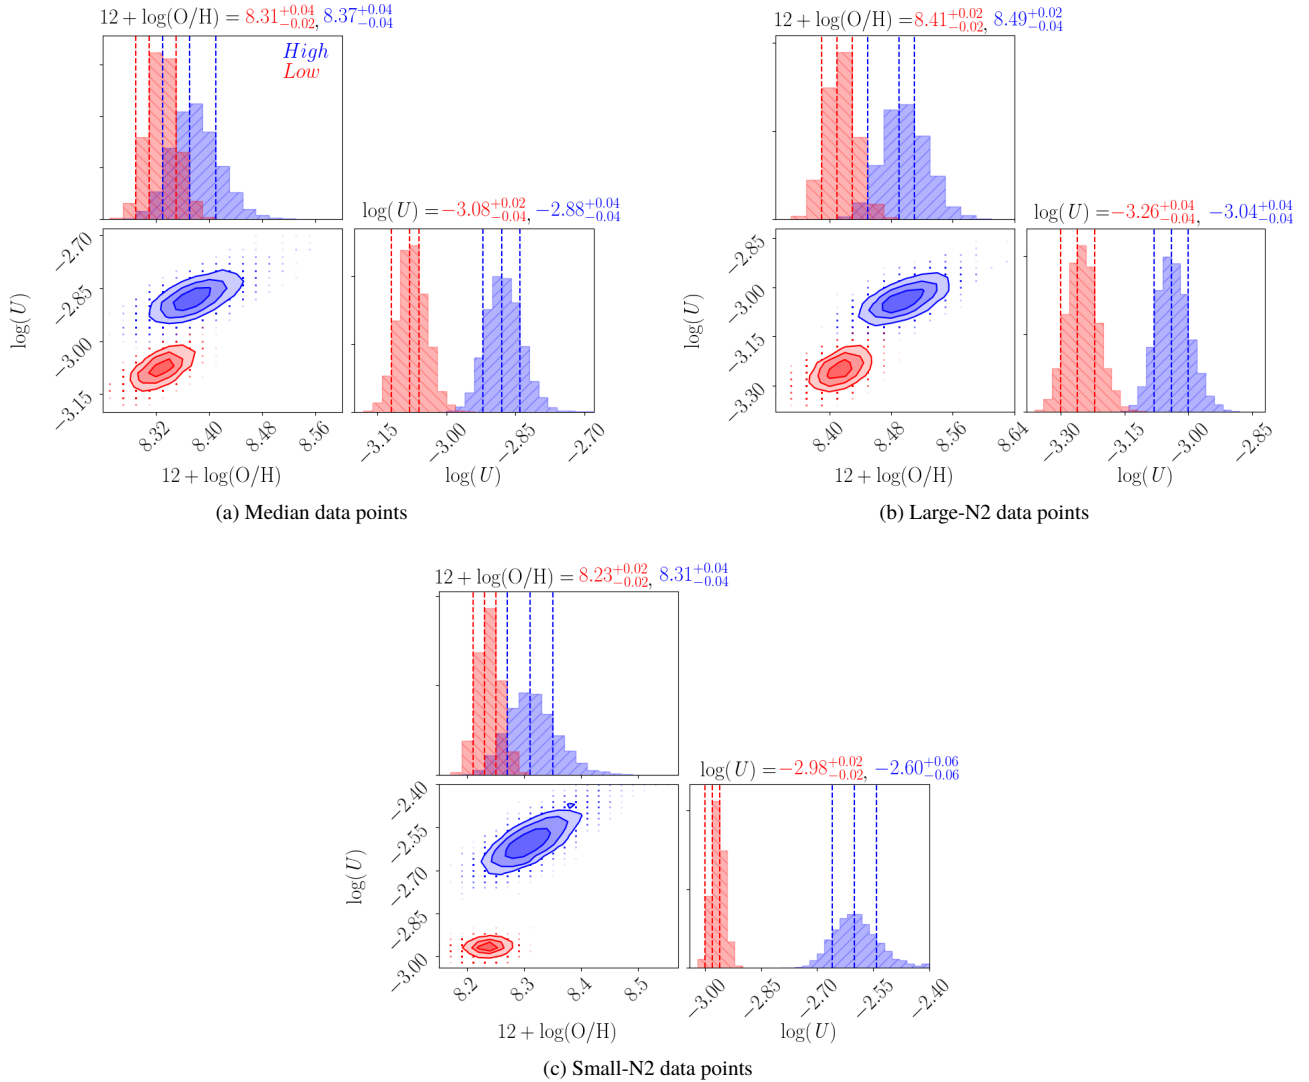 12 + log(O/H) = 8.31^{+0.04}_{-0.02}, 8.37^{+0.04}_{-0.04}
High
Low
log(U) = −3.08^{+0.02}_{-0.04}, −2.88^{+0.04}_{-0.04}
log(U)
−2.70
−2.85
−3.00
−3.15
8.32 8.40 8.48 8.56
12 + log(O/H)
−3.15 −3.00 −2.85 −2.70
log(U)
(a) Median data points
12 + log(O/H) = 8.41^{+0.02}_{-0.02}, 8.49^{+0.02}_{-0.04}
log(U) = −3.26^{+0.04}_{-0.04}, −3.04^{+0.04}_{-0.04}
log(U)
−2.85
−3.00
−3.15
−3.30
8.40 8.48 8.56 8.64
12 + log(O/H)
−3.30 −3.15 −3.00 −2.85
log(U)
(b) Large-N2 data points
12 + log(O/H) = 8.23^{+0.02}_{-0.02}, 8.31^{+0.04}_{-0.04}
log(U) = −2.98^{+0.02}_{-0.02}, −2.60^{+0.06}_{-0.06}
log(U)
−2.40
−2.55
−2.70
−2.85
−3.00
8.2 8.3 8.4 8.5
12 + log(O/H)
−3.00 −2.85 −2.70 −2.55 −2.40
log(U)
(c) Small-N2 data points